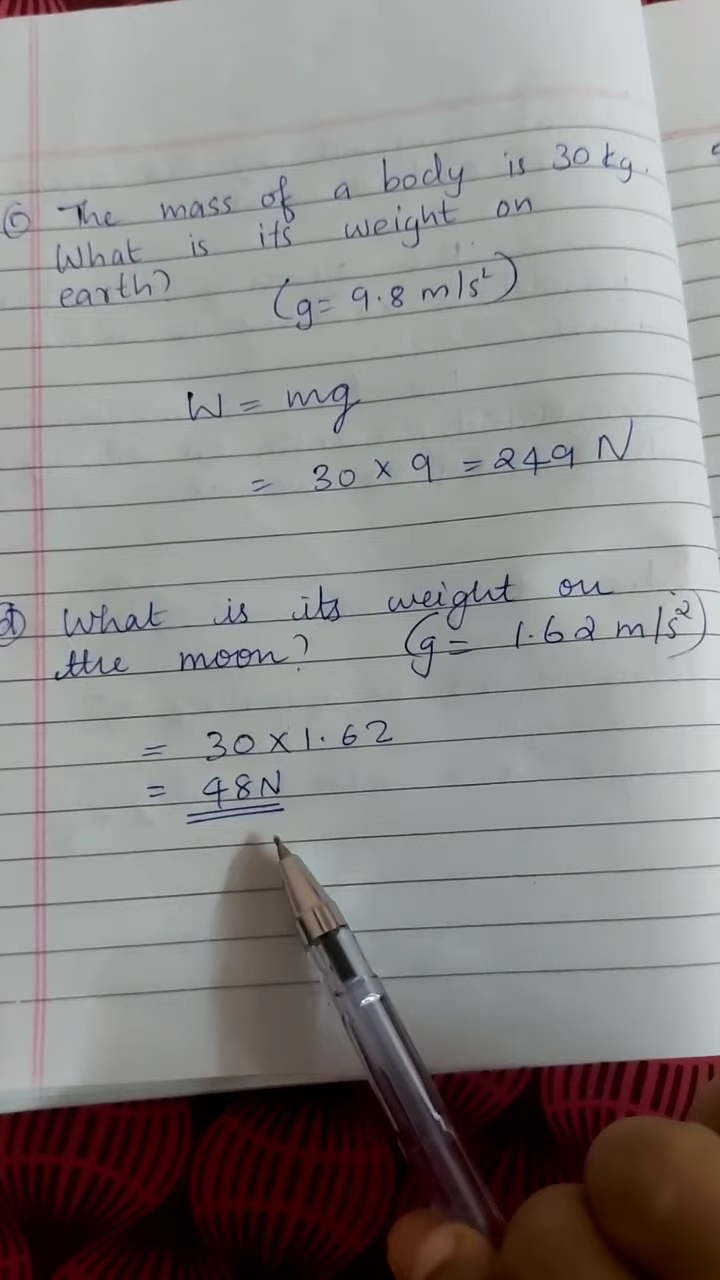 c) The mass of a body is 30 kg.
What is its weight on
earth?
(g = 9.8 m/s²)
W = mg
= 30 × 9 = 249 N
d) What is its weight on
the moon? (g = 1.62 m/s²)
= 30 × 1.62
= 48N